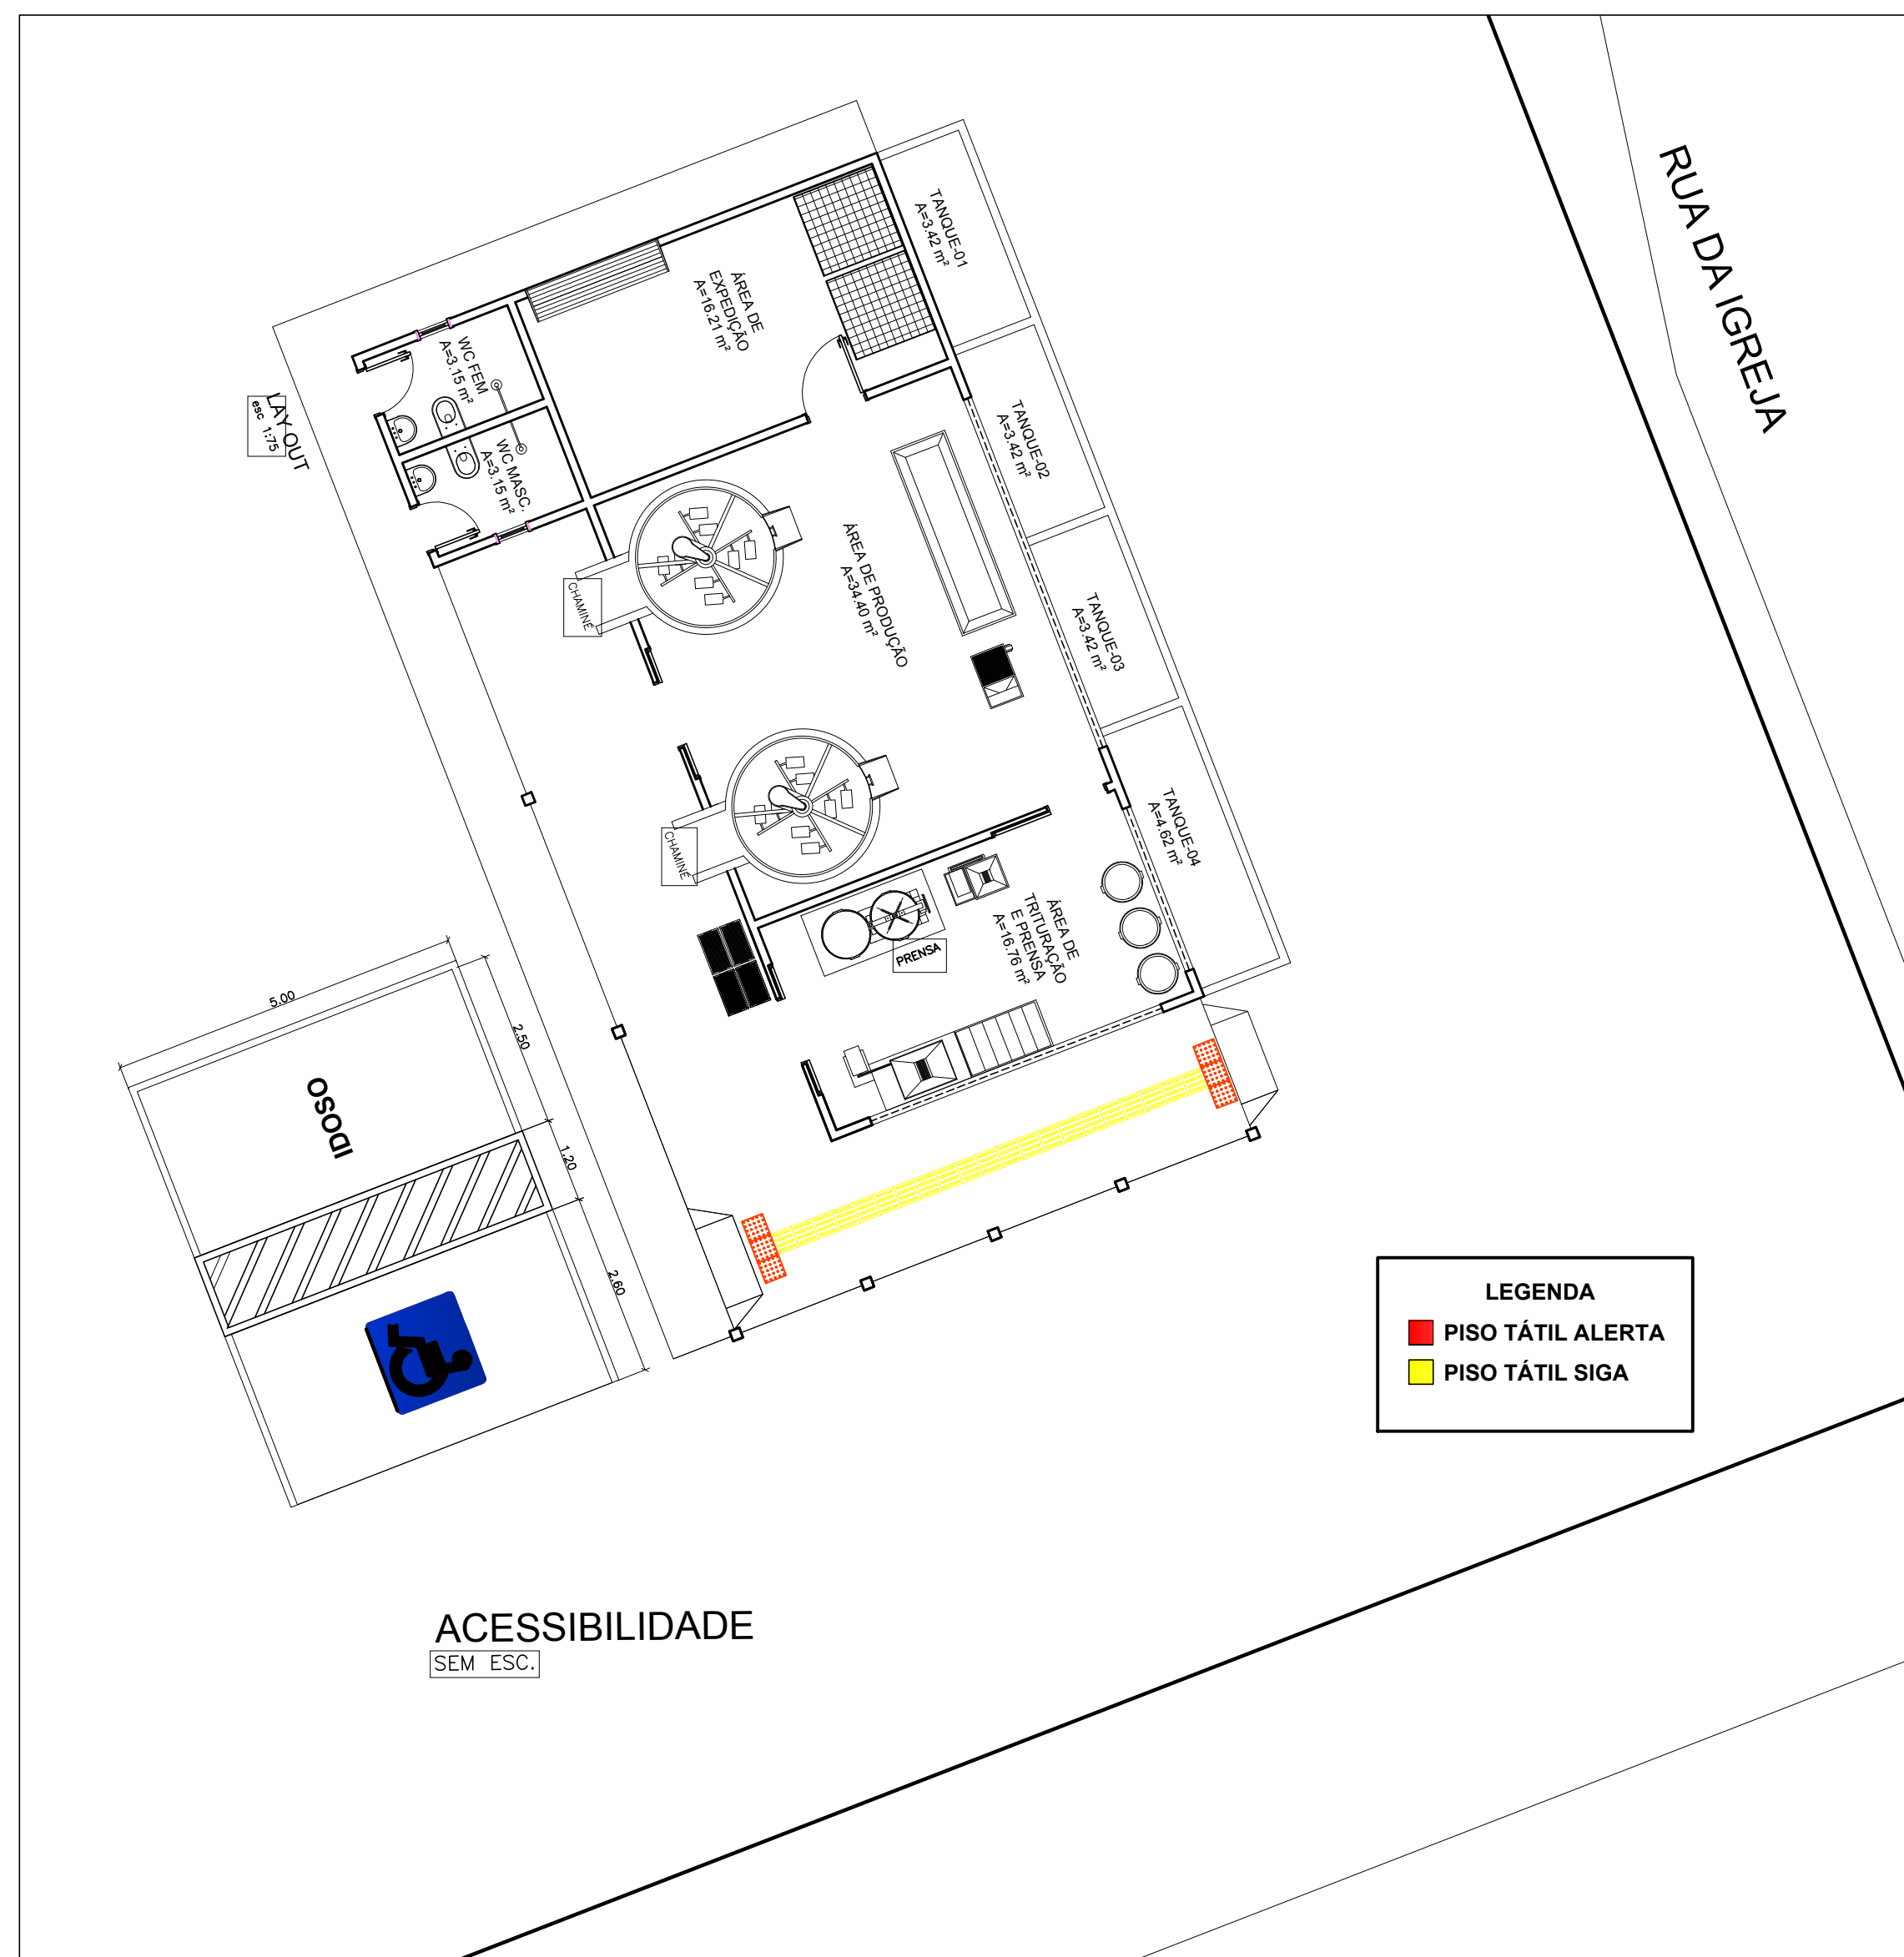 RUA DA IGREJA
TANQUE-01
A=3.42 m²
ÁREA DE
EXPEDIÇÃO
A=16.21 m²
WC FEM
A=3.15 m²
LAY OUT
esc 1:75
TANQUE-02
A=3.42 m²
WC MASC.
A=3.15 m²
CHAMINÉ
ÁREA DE PRODUÇÃO
A=34.40 m²
TANQUE-03
A=3.42 m²
CHAMINÉ
TANQUE-04
A=4.62 m²
ÁREA DE
TRITURAÇÃO
E PRENSA
A=16.76 m²
PRENSA
5.00
2.50
IDOSO
1.20
2.60
LEGENDA
PISO TÁTIL ALERTA
PISO TÁTIL SIGA
ACESSIBILIDADE
SEM ESC.